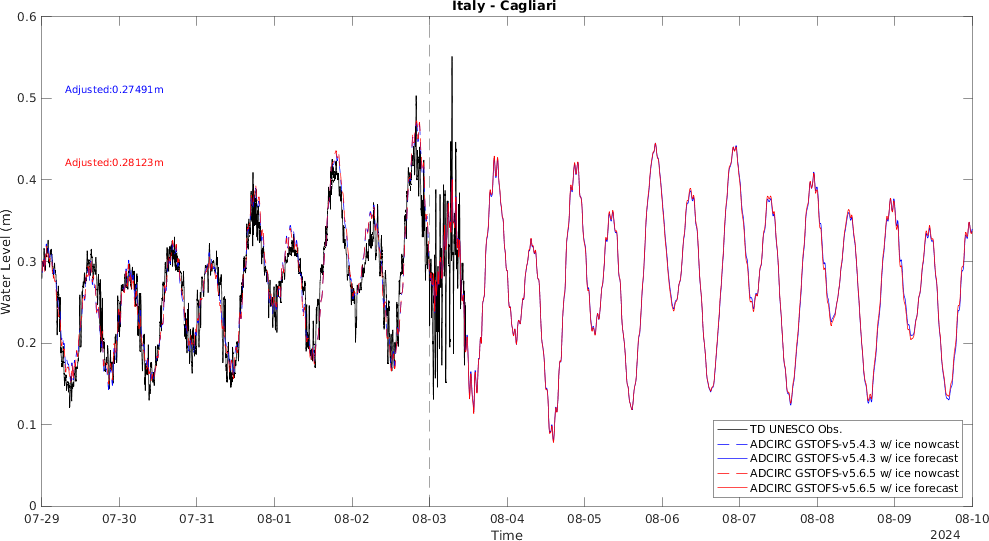 Italy - Cagliari
0.6
0.5
0.4
0.3
0.2
0.1
0
Water Level (m)
Adjusted:0.27491m
Adjusted:0.28123m
TD UNESCO Obs.
ADCIRC GSTOFS-v5.4.3 w/ ice nowcast
ADCIRC GSTOFS-v5.4.3 w/ ice forecast
ADCIRC GSTOFS-v5.6.5 w/ ice nowcast
ADCIRC GSTOFS-v5.6.5 w/ ice forecast
07-29 07-30 07-31 08-01 08-02 08-03 08-04 08-05 08-06 08-07 08-08 08-09 08-10
Time
2024